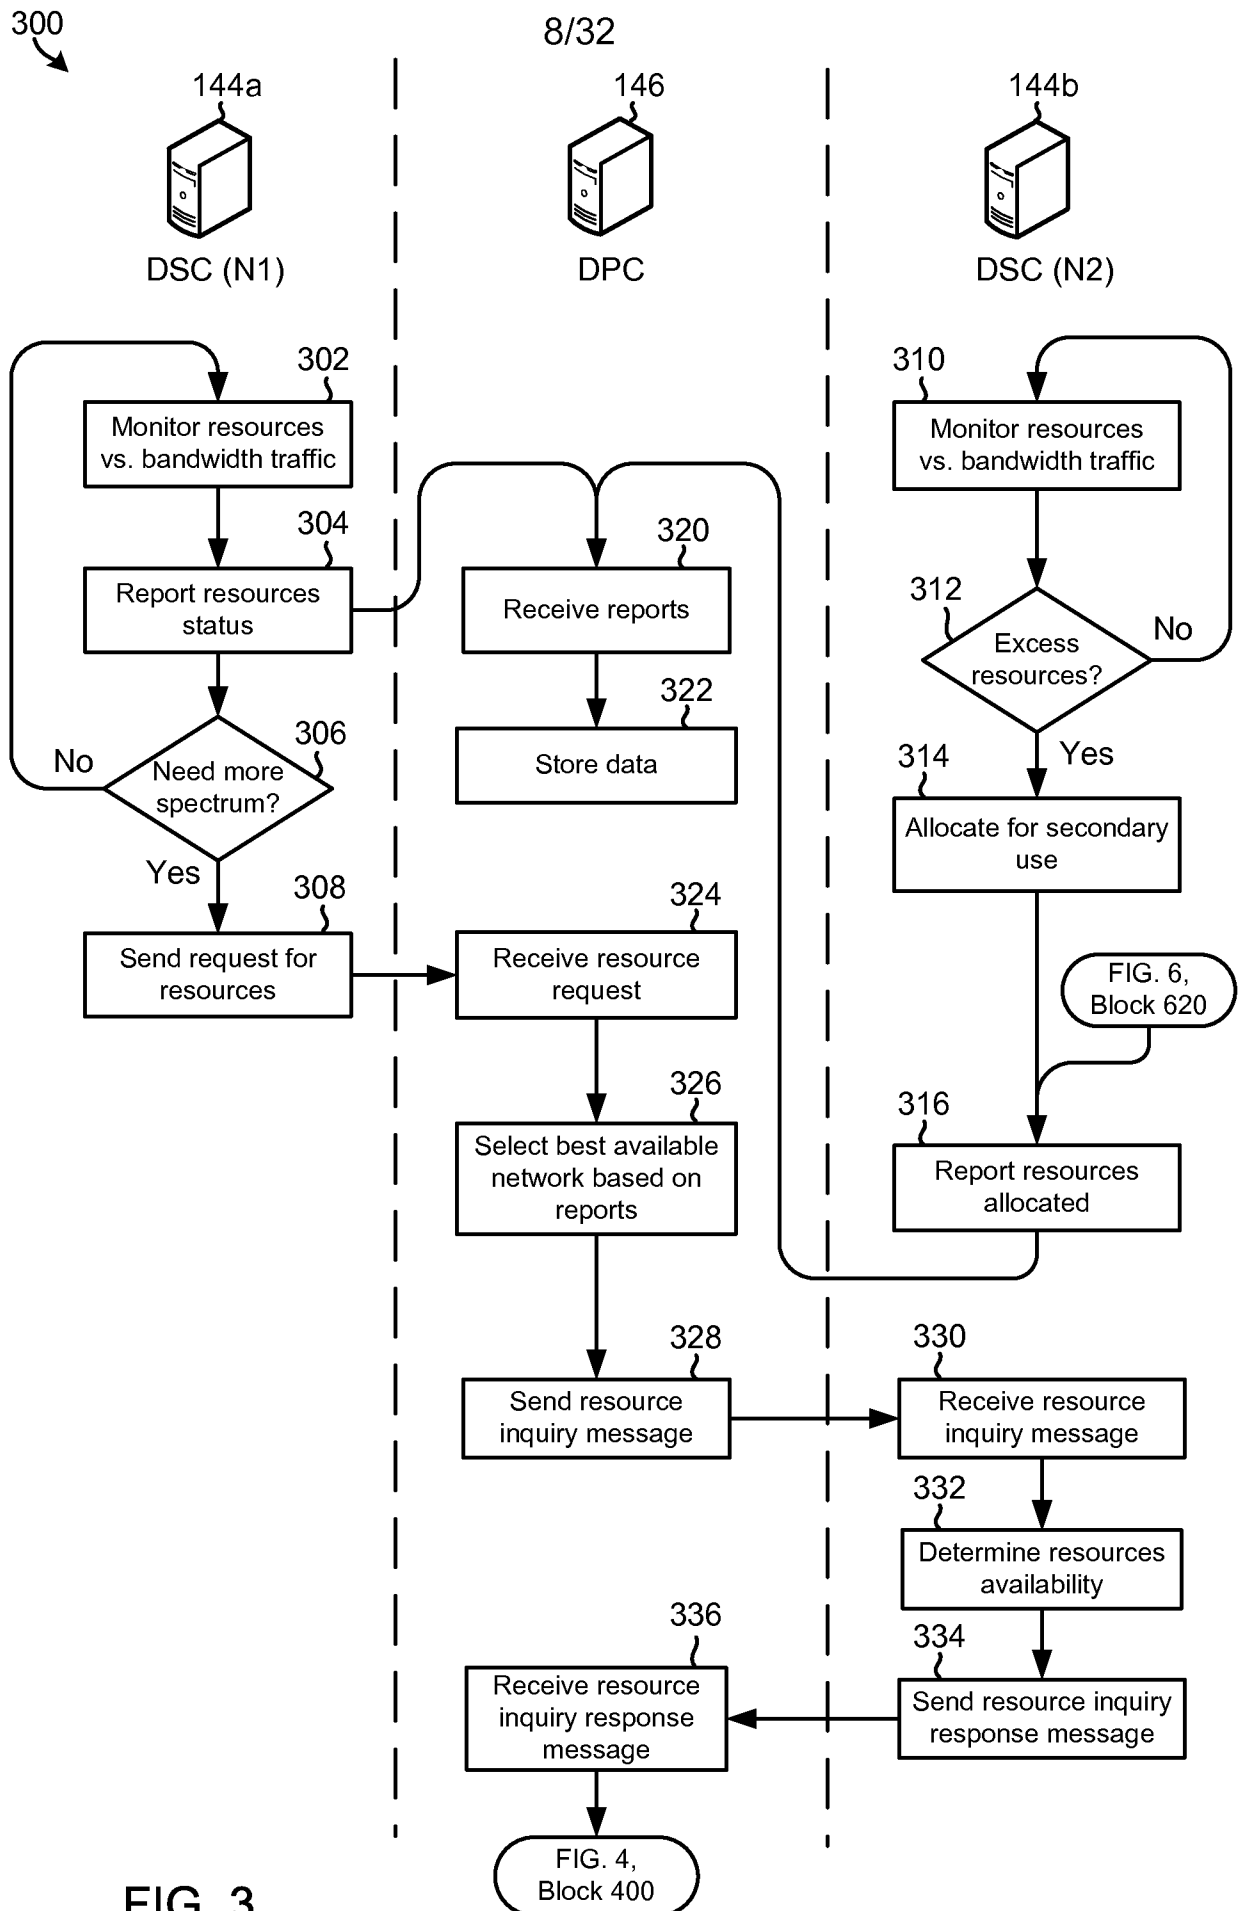 300
8/32
144a
146
144b
DSC (N1)
DPC
DSC (N2)
302
Monitor resources
vs. bandwidth traffic
304
Report resources
status
306
Need more
spectrum?
No
Yes
308
Send request for
resources
320
Receive reports
322
Store data
324
Receive resource
request
326
Select best available
network based on
reports
328
Send resource
inquiry message
336
Receive resource
inquiry response
message
FIG. 4,
Block 400
310
Monitor resources
vs. bandwidth traffic
312
Excess
resources?
No
Yes
314
Allocate for secondary
use
FIG. 6,
Block 620
316
Report resources
allocated
330
Receive resource
inquiry message
332
Determine resources
availability
334
Send resource inquiry
response message
FIG. 3